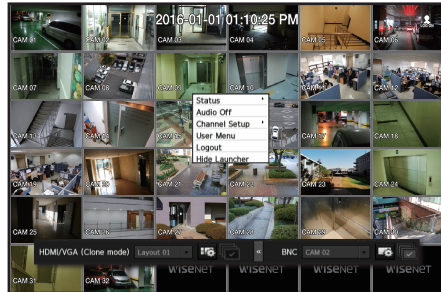 2016-01-01 01:10:25 PM
CAM 01
CAM 02
CAM 03
CAM 04
CAM 05
CAM 06
CAM 07
CAM 08
CAM 09
CAM 10
CAM 11
CAM 12
Status
Audio Off
Channel Setup
User Menu
Logout
Hide Launcher
CAM 13
CAM 14
CAM 15
CAM 17
CAM 18
CAM 19
CAM 20
CAM 21
CAM 22
CAM 23
CAM 24
CAM 25
CAM 26
CAM 27
CAM 28
CAM 29
CAM 30
HDMI/VGA (Clone mode)
Layout 01
«
BNC
CAM 02
CAM 31
CAM 32
WISENET
WISENET
WISENET
WISENET